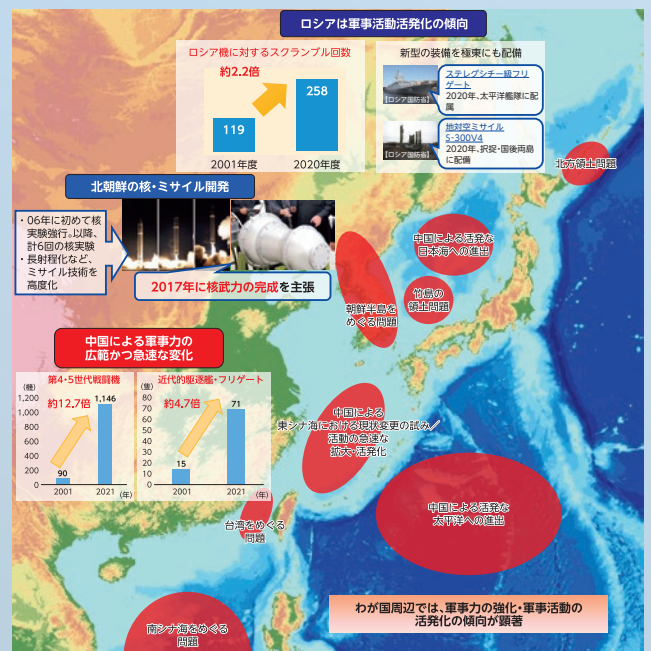 ロシアは軍事活動活発化の傾向
ロシア機に対するスクランブル回数
約2.2倍
119
258
2001年度
2020年度
新型の装備を極東にも配備
【ロシア国防省】
ステレグシチー級フリ
ゲート
2020年、太平洋艦隊に配
属
【ロシア国防省】
地対空ミサイル
S-300V4
2020年、択捉・国後両島
に配備
北方領土問題
北朝鮮の核・ミサイル開発
・06年に初めて核
実験強行。以降、
計6回の核実験
・長射程化など、
ミサイル技術を
高度化
2017年に核武力の完成を主張
中国による活発な
日本海への進出
竹島の
領土問題
朝鮮半島を
めぐる問題
中国による軍事力の
広範かつ急速な変化
第4・5世代戦闘機
(機)
1,200
1,000
800
600
400
200
0
約12.7倍
90
1,146
2001
2021
(年)
近代的駆逐艦・フリゲート
(隻)
80
70
60
50
40
30
20
10
0
約4.7倍
15
71
2001
2021
(年)
中国による
東シナ海における現状変更の試み／
活動の急速な
拡大・活発化
中国による活発な
太平洋への進出
台湾をめぐる
問題
南シナ海をめぐる
問題
わが国周辺では、軍事力の強化・軍事活動の
活発化の傾向が顕著